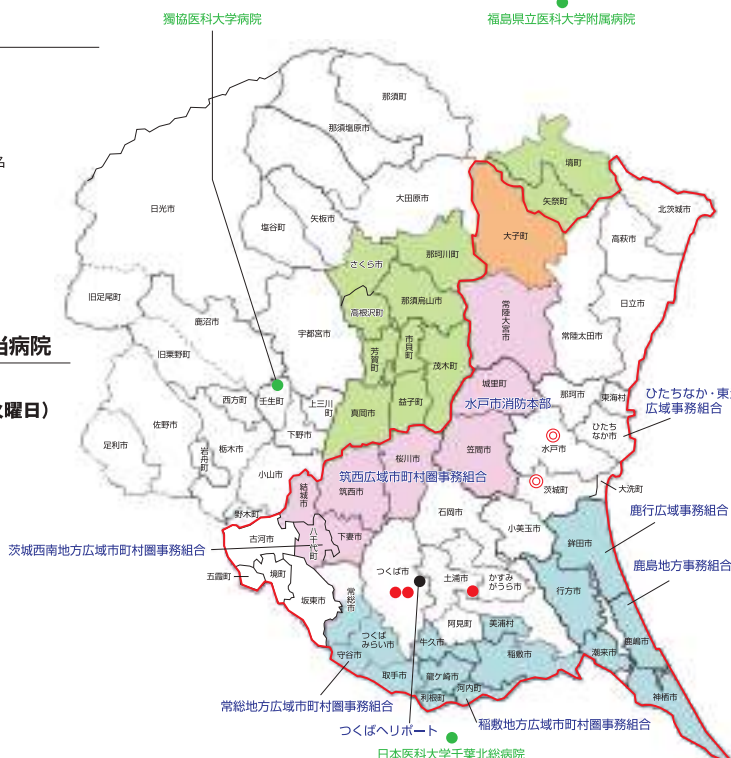 獨協医科大学病院
福島県立医科大学附属病院
名
那須町
那須塩原市
塙町
矢祭町
大田原市
日光市
矢板市
塩谷町
大子町
北茨城市
高萩市
那珂川町
さくら市
旧足尾町
那須烏山市
高根沢町
日立市
鹿沼市
宇都宮市
常陸大宮市
常陸太田市
当病院
旧粟野町
芳賀町
市貝町
茂木町
火曜日）
西方町
壬生町
上三川町
真岡市
益子町
城里町
水戸市消防本部
那珂市
東海村
ひたちなか・東海
広域事務組合
佐野市
足利市
岩舟町
栃木市
下野市
小山市
ひたち
なか市
水戸市
笠間市
桜川市
筑西広域市町村圏事務組合
結城市
筑西市
茨城町
大洗町
野木町
古河市
八千代町
下妻市
石岡市
小美玉市
鉾田市
鹿行広域事務組合
茨城西南地方広域市町村圏事務組合
五霞町
境町
坂東市
常総市
つくば市
土浦市
かすみ
がうら市
行方市
鹿島地方事務組合
つくば
みらい市
守谷市
取手市
牛久市
阿見町
美浦村
稲敷市
龍ケ崎市
利根町
河内町
潮来市
鹿嶋市
神栖市
常総地方広域市町村圏事務組合
つくばヘリポート
稲敷地方広域市町村圏事務組合
日本医科大学千葉北総病院